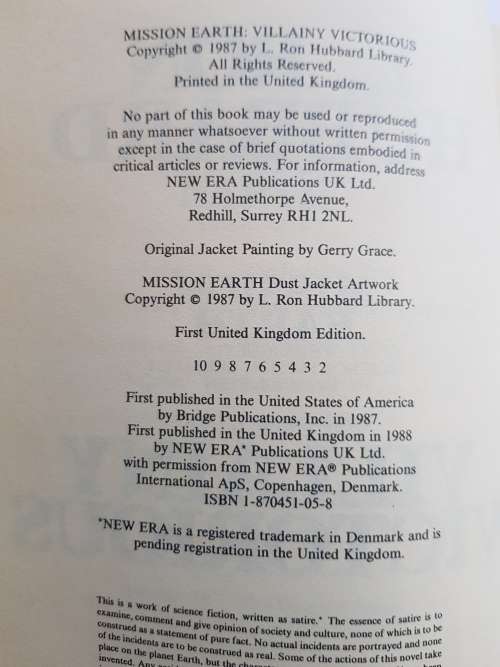 MISSION EARTH: VILLAINY VICTORIOUS
Copyright © 1987 by L. Ron Hubbard Library.
All Rights Reserved.
Printed in the United Kingdom.
No part of this book may be used or reproduced
in any manner whatsoever without written permission
except in the case of brief quotations embodied in
critical articles or reviews. For information, address
NEW ERA Publications UK Ltd.
78 Holmethorpe Avenue,
Redhill, Surrey RH1 2NL.
Original Jacket Painting by Gerry Grace.
MISSION EARTH Dust Jacket Artwork
Copyright © 1987 by L. Ron Hubbard Library.
First United Kingdom Edition.
10 9 8 7 6 5 4 3 2
First published in the United States of America
by Bridge Publications, Inc. in 1987.
First published in the United Kingdom in 1988
by NEW ERA* Publications UK Ltd.
with permission from NEW ERA® Publications
International ApS, Copenhagen, Denmark.
ISBN 1-870451-05-8
*NEW ERA is a registered trademark in Denmark and is
pending registration in the United Kingdom.
This is a work of science fiction, written as satire.* The essence of satire is to
examine, comment and give opinion of society and culture, none of which is to be
construed as a statement of pure fact. No actual incidents are portrayed and none
of the incidents are to be construed as real. Some of the actions of this novel take
place on the planet Earth, but the
invented. Any